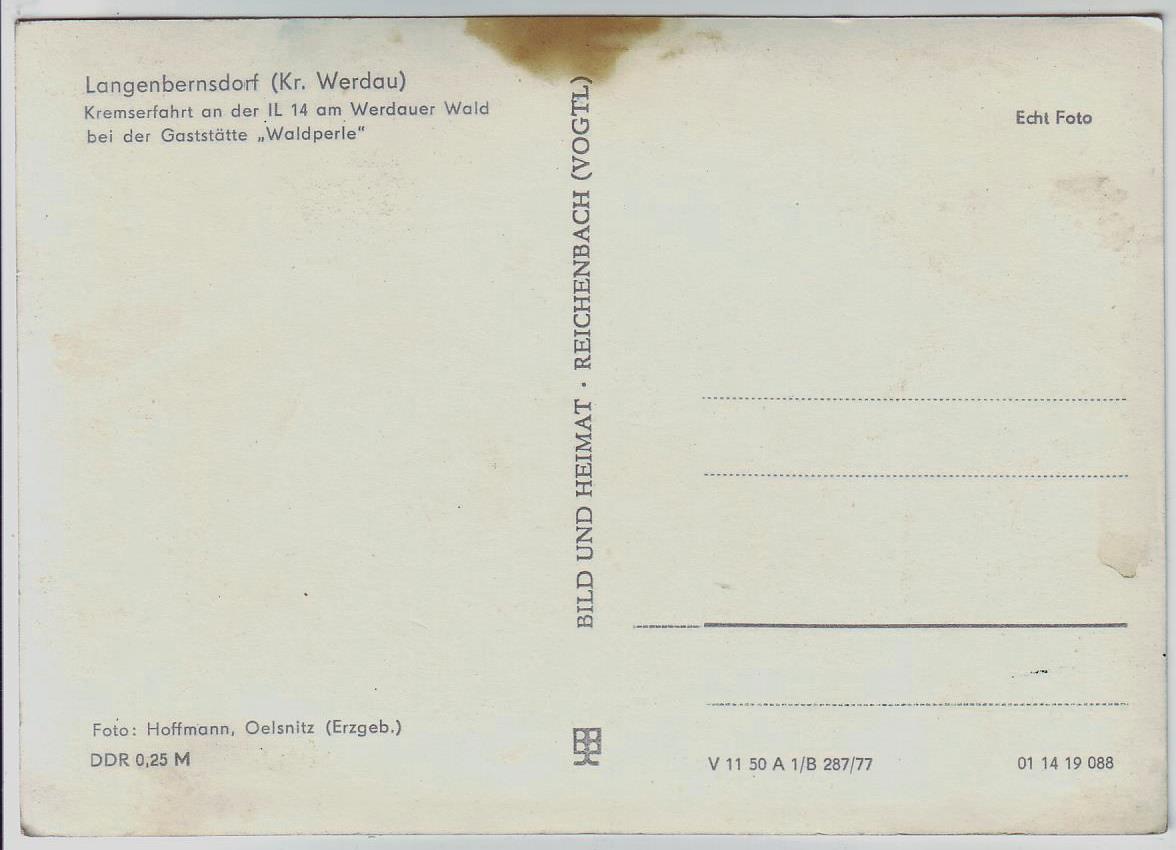 Langenbernsdorf (Kr. Werdau)
Kremserfahrt an der IL 14 am Werdauer Wald
bei der Gaststätte „Waldperle“
Echt Foto
BILD UND HEIMAT · REICHENBACH (VOGTL)
Foto: Hoffmann, Oelsnitz (Erzgeb.)
DDR 0,25 M
V 11 50 A 1/B 287/77
01 14 19 088